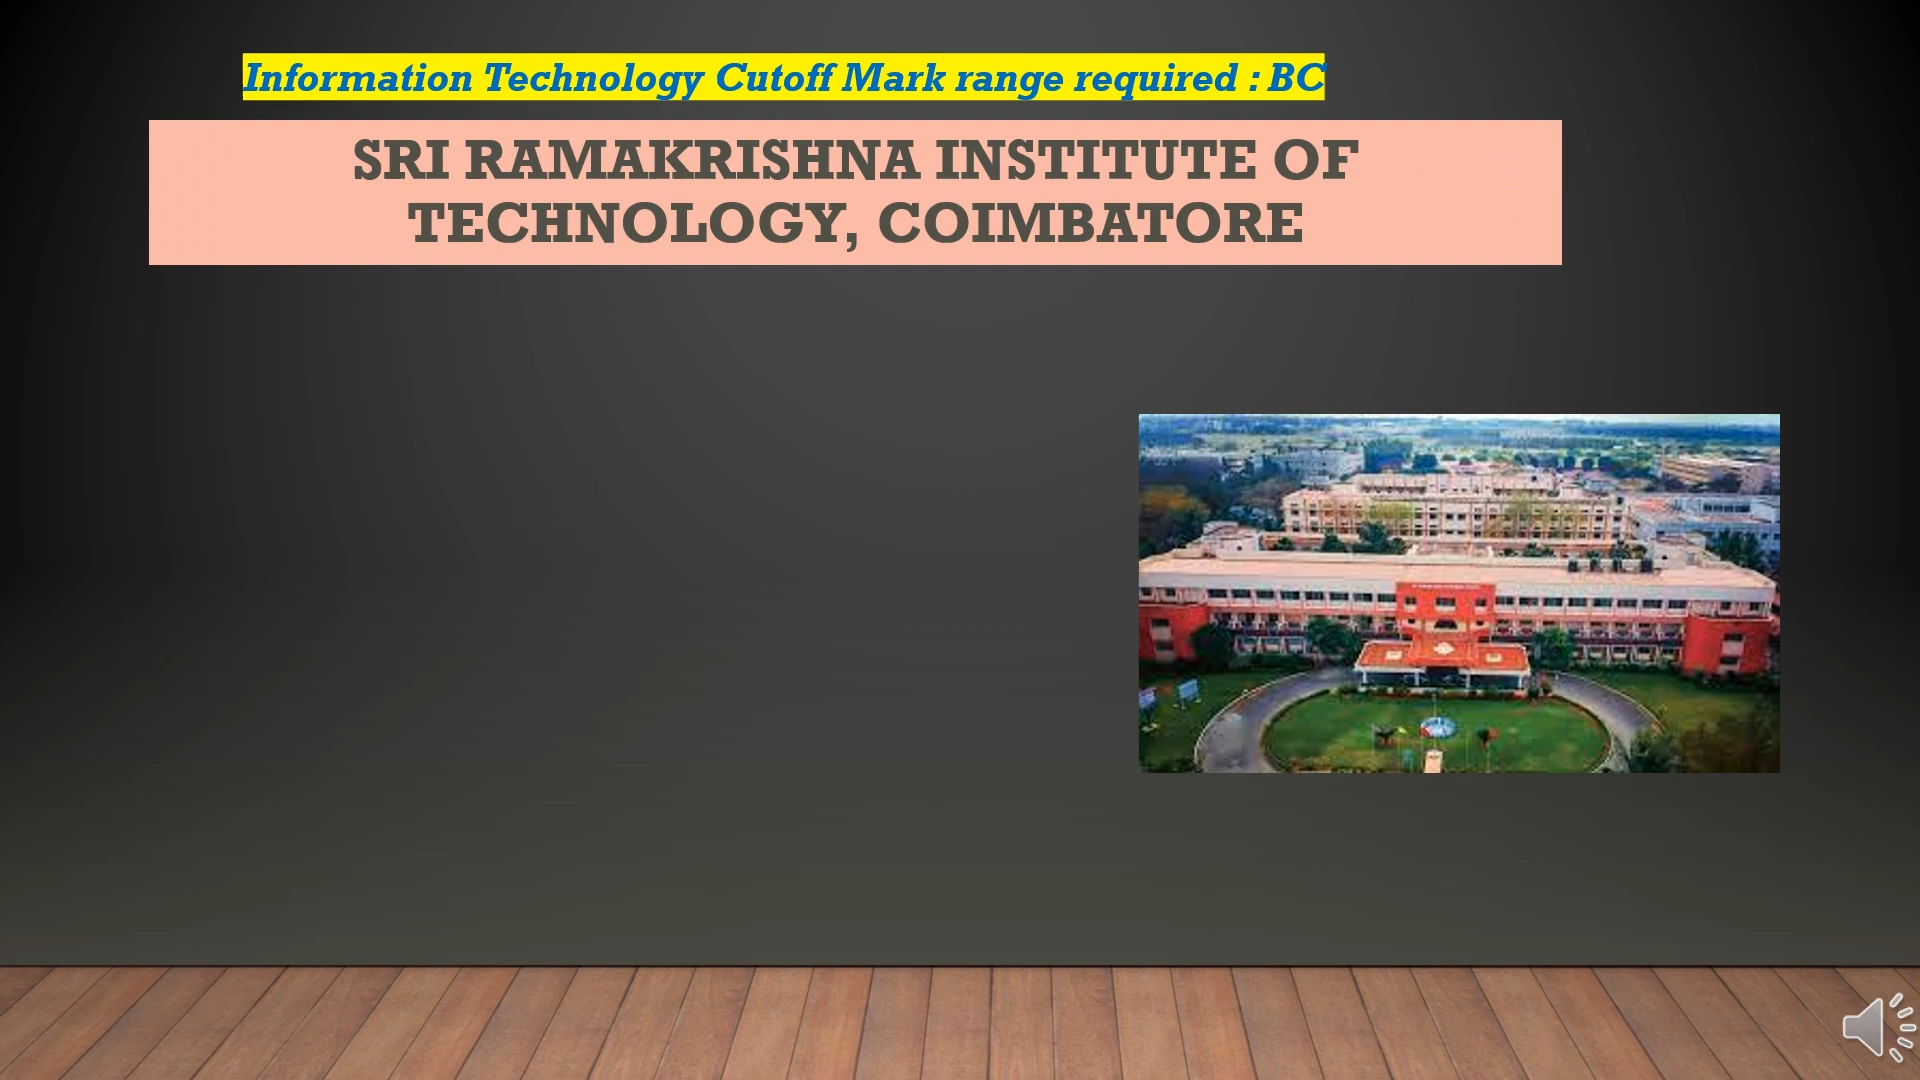 Information Technology Cutoff Mark range required : BC
SRI RAMAKRISHNA INSTITUTE OF
TECHNOLOGY, COIMBATORE